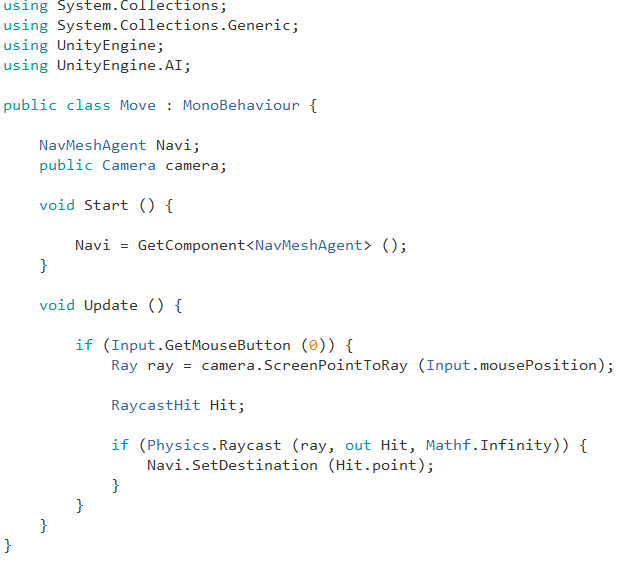 using System.Collections;
using System.Collections.Generic;
using UnityEngine;
using UnityEngine.AI;
public class Move : MonoBehaviour {
NavMeshAgent Navi;
public Camera camera;
void Start () {
Navi = GetComponent<NavMeshAgent> ();
}
void Update () {
if (Input.GetMouseButton (0)) {
Ray ray = camera.ScreenPointToRay (Input.mousePosition);
RaycastHit Hit;
if (Physics.Raycast (ray, out Hit, Mathf.Infinity)) {
Navi.SetDestination (Hit.point);
}
}
}
}